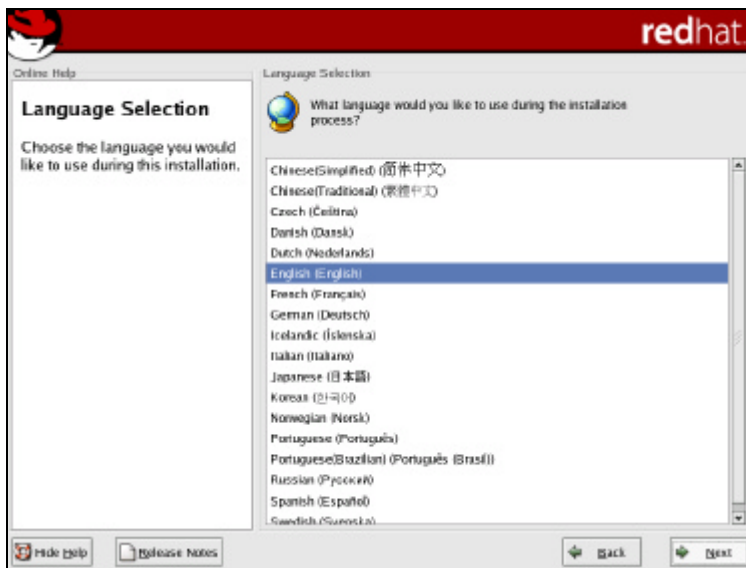 redhat.
Online Help
Language Selection
Choose the language you would
like to use during this installation.
Language Selection
What language would you like to use during the installation
process?
Chinese(Simplified) (简体中文)
Chinese(Traditional) (繁體中文)
Czech (Čeština)
Danish (Dansk)
Dutch (Nederlands)
English (English)
French (Français)
German (Deutsch)
Icelandic (Íslenska)
Italian (Italiano)
Japanese (日本語)
Korean (한국어)
Norwegian (Norsk)
Portuguese (Português)
Portuguese(Brazilian) (Português (Brasil))
Russian (Русский)
Spanish (Español)
Swedish (Svenska)
Hide Help
Release Notes
Back
Next